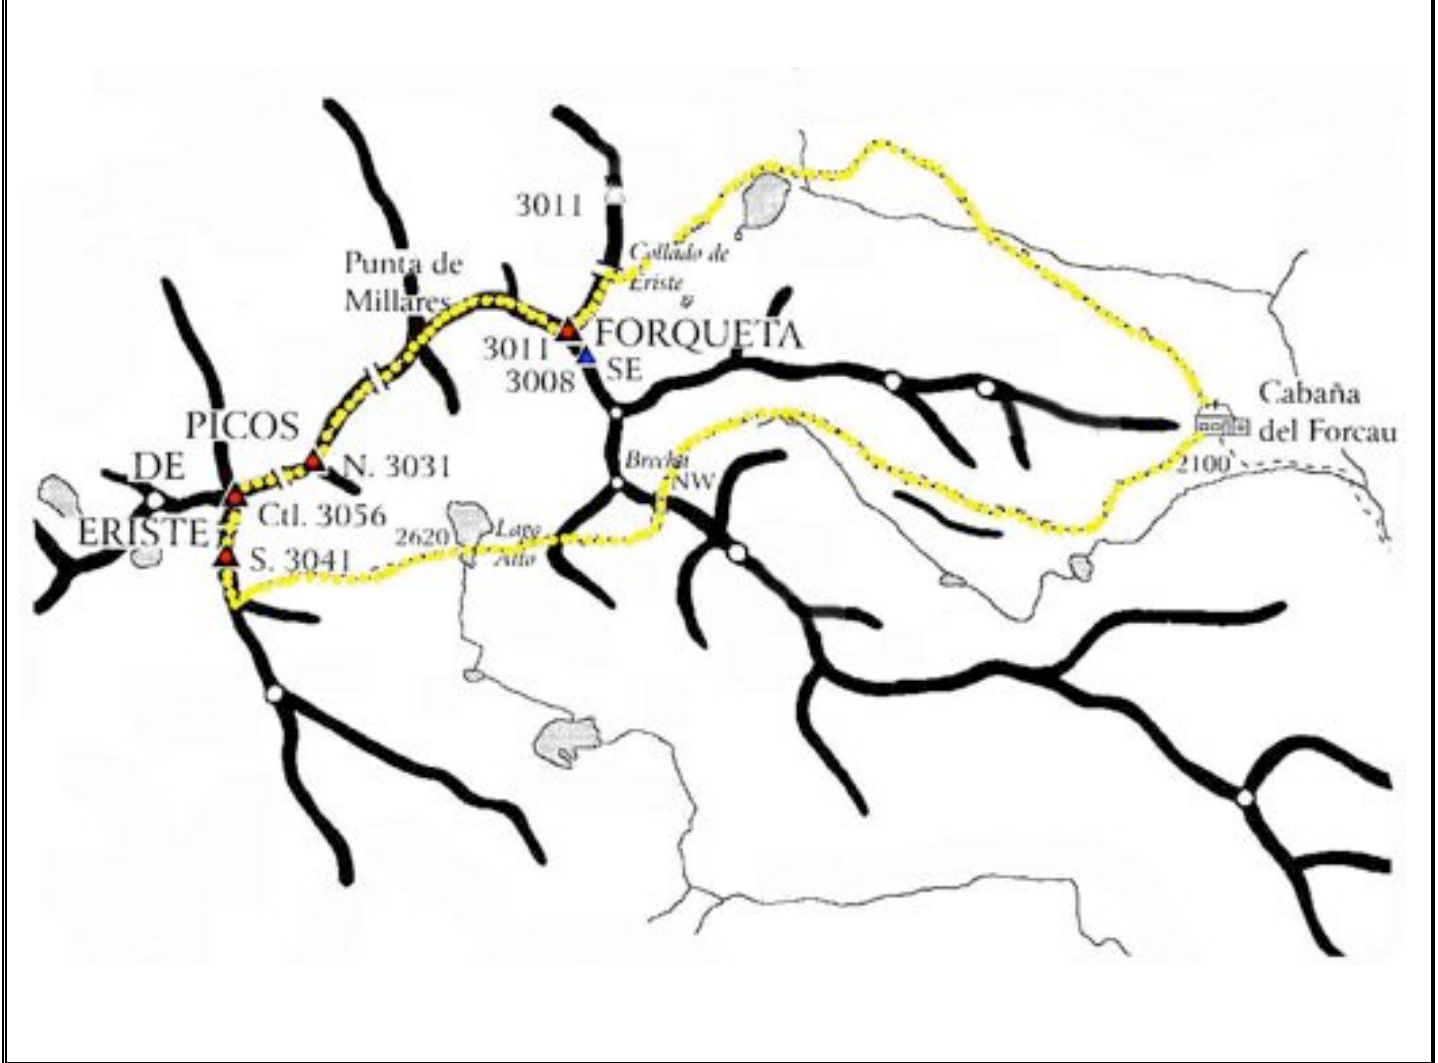 3011
Collado de
Eriste
Punta de
Millares
FORQUETA
3011
SE
3008
Cabaña
del Forcau
2100
PICOS
DE
ERISTE
N. 3031
Ctl. 3056
S. 3041
Brecha
NW
2620
Lago
Alto